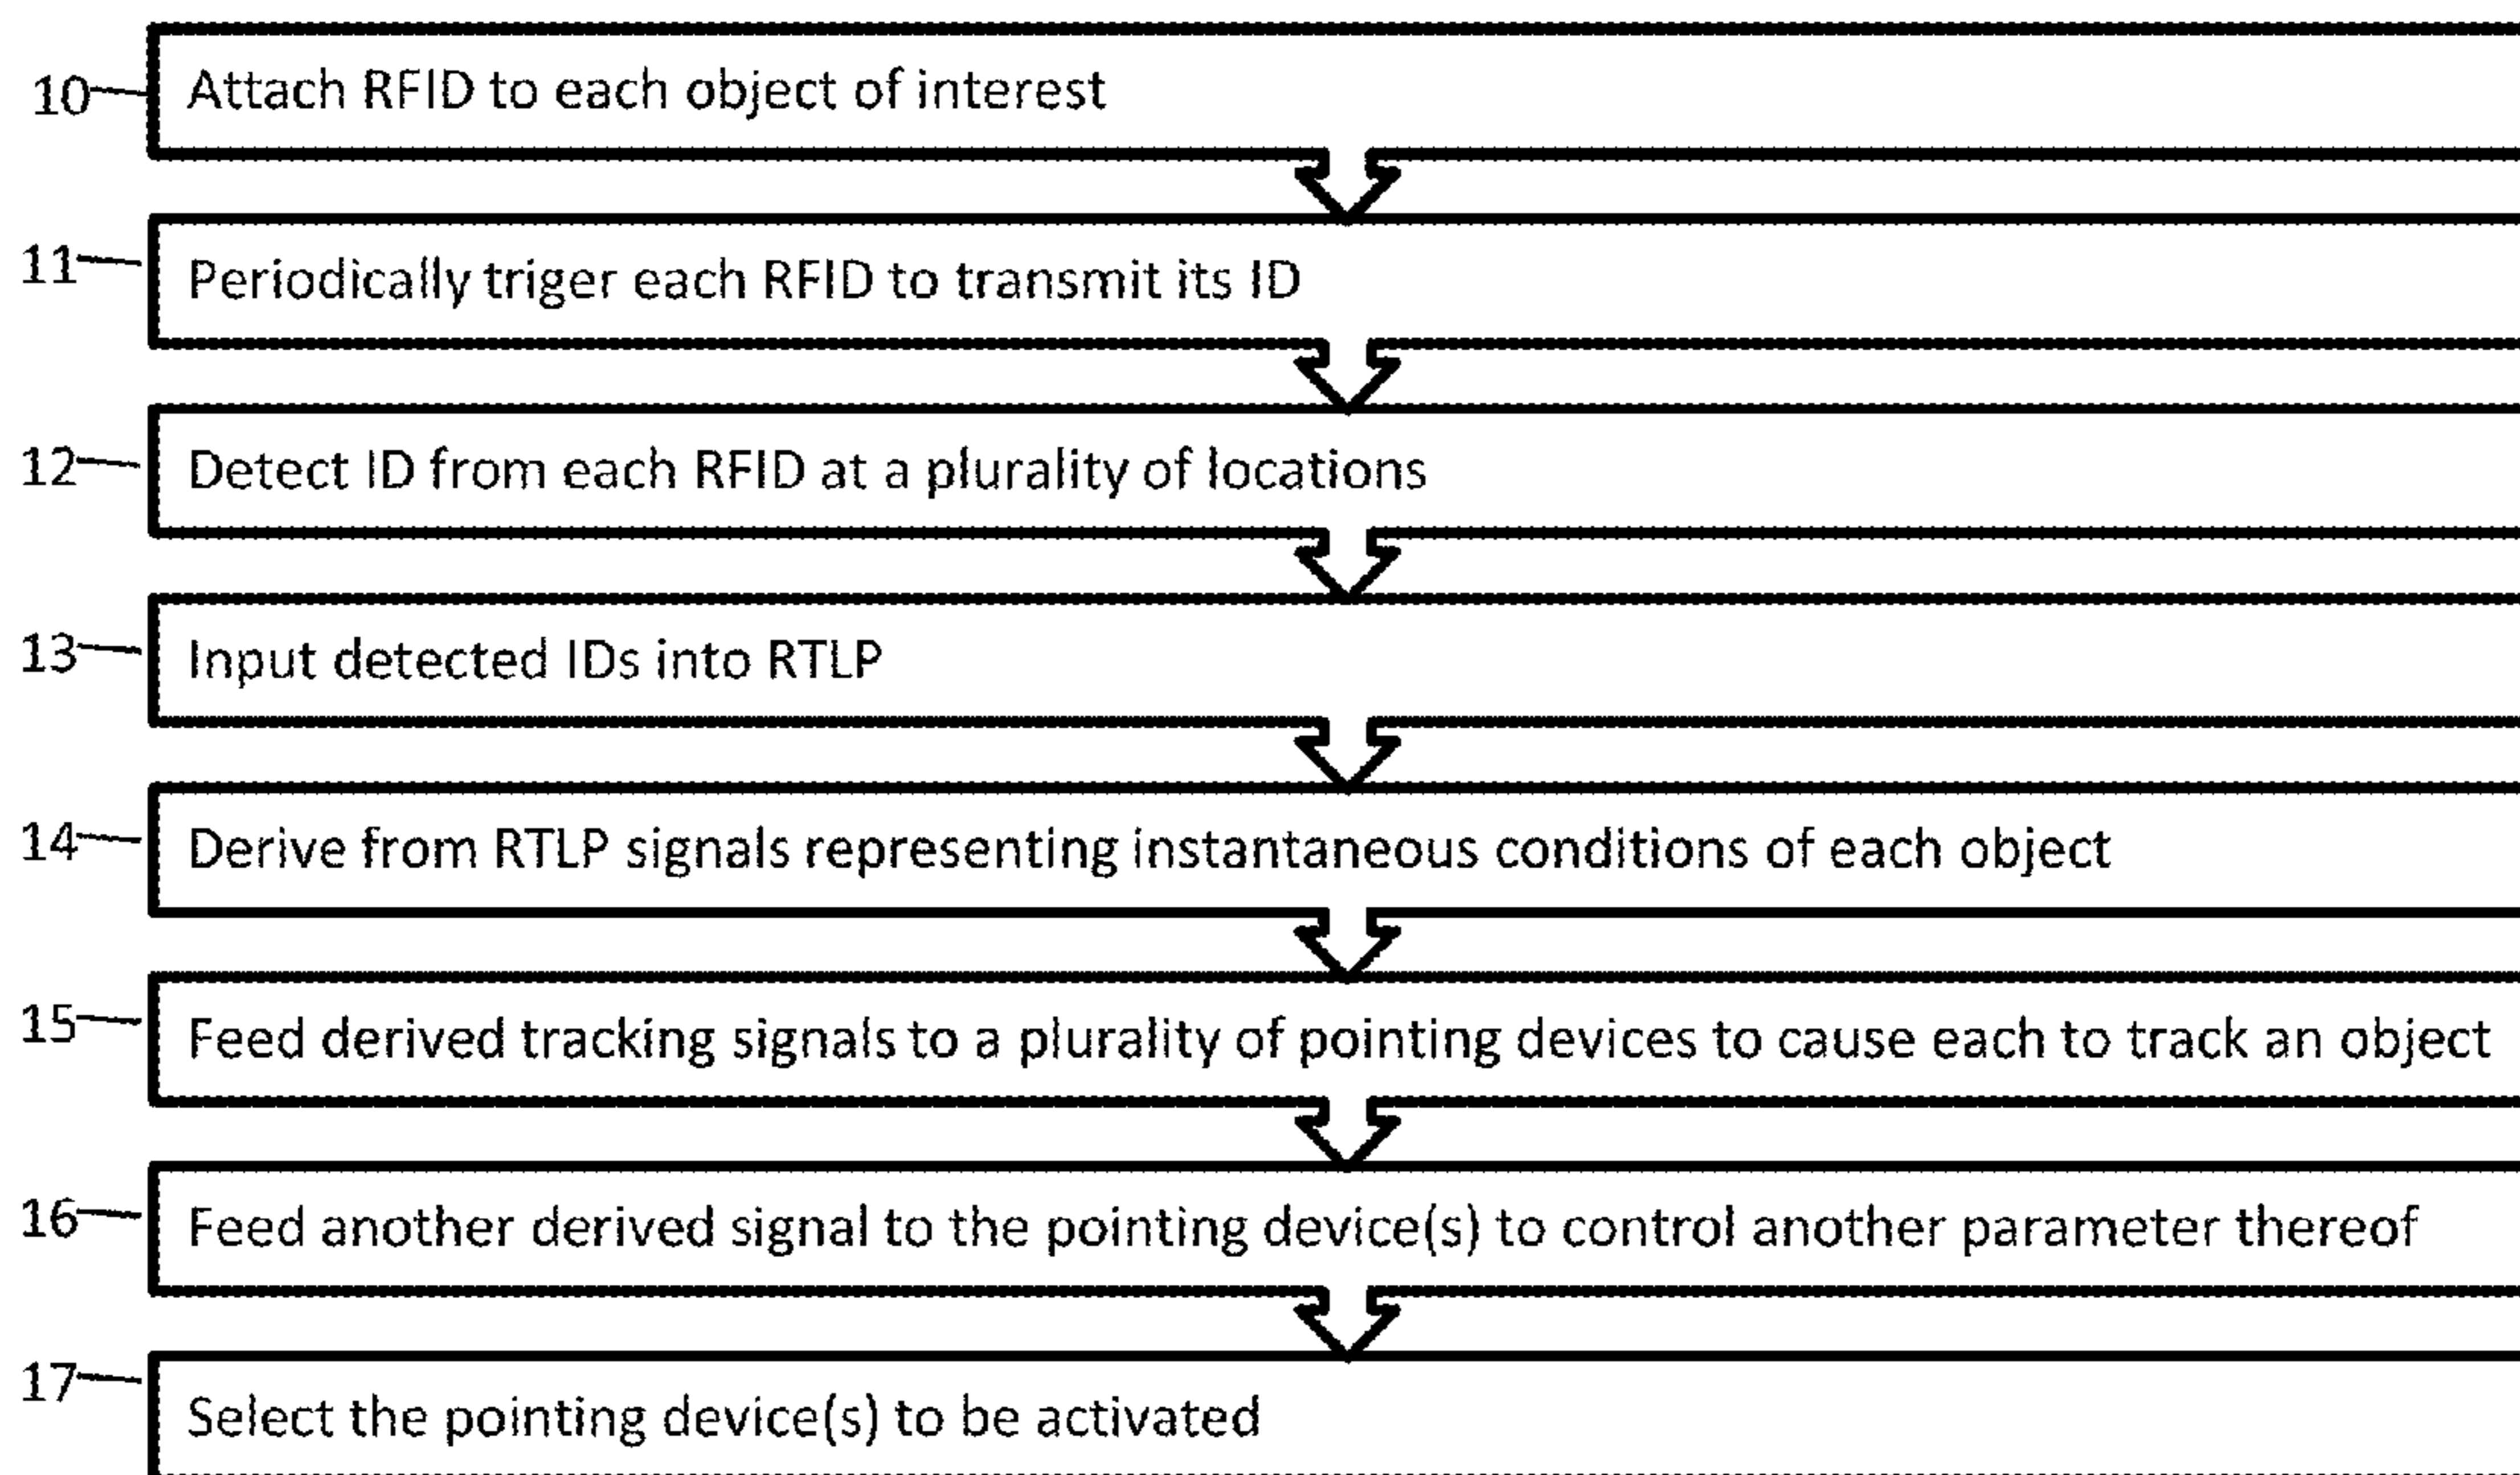 10 Attach RFID to each object of interest
11 Periodically triger each RFID to transmit its ID
12 Detect ID from each RFID at a plurality of locations
13 Input detected IDs into RTLP
14 Derive from RTLP signals representing instantaneous conditions of each object
15 Feed derived tracking signals to a plurality of pointing devices to cause each to track an object
16 Feed another derived signal to the pointing device(s) to control another parameter thereof
17 Select the pointing device(s) to be activated